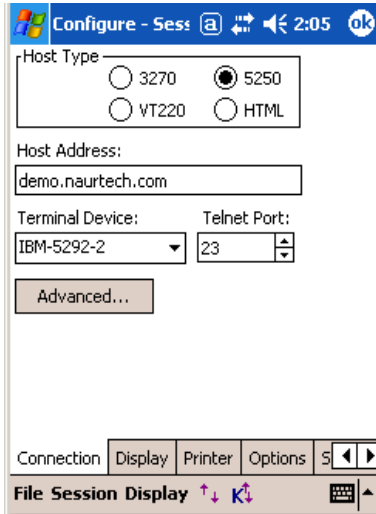 Configure - Ses: a 2:05 ok
Host Type
3270 5250
VT220 HTML
Host Address:
demo.naurtech.com
Terminal Device: Telnet Port:
IBM-5292-2 23
Advanced...
Connection Display Printer Options S
File Session Display K